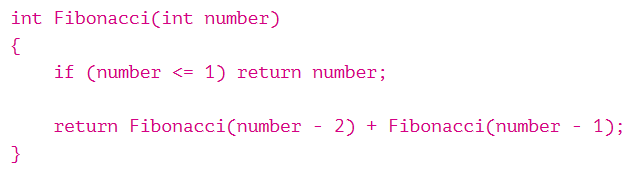 int Fibonacci(int number)
{
    if (number <= 1) return number;

    return Fibonacci(number - 2) + Fibonacci(number - 1);
}